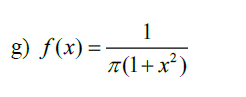 g) f(x) = 1 / π(1+x²)